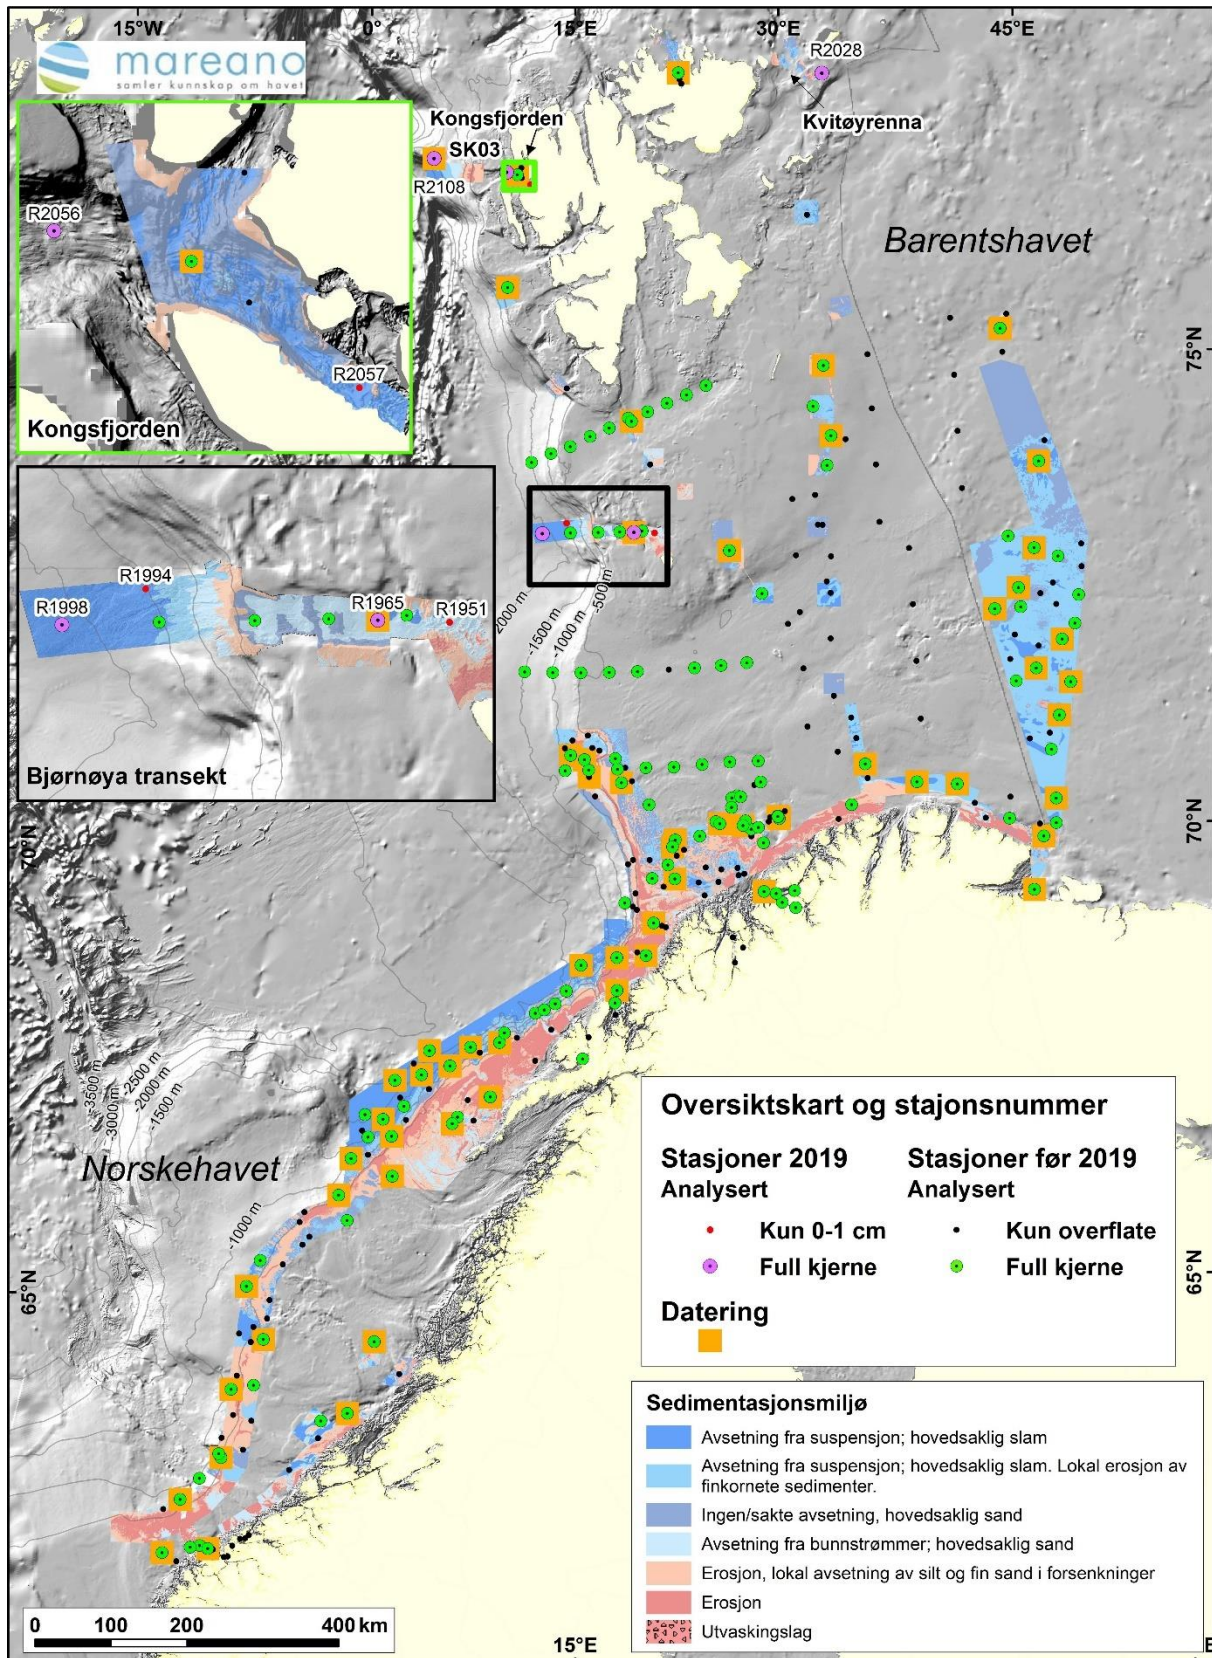 15°W 0° 15°E 30°E 45°E
mareano
samler kunnskap om havet
R2028
Kvitøyrenna
Kongsfjorden
SK03
R2108
Barentshavet
R2056
R2057
Kongsfjorden
75°N
R1994
R1998
R1965
R1951
Bjørnøya transekt
-500 m
-1000 m
-1500 m
2000 m
70°N
70°N
-2500 m
-2000 m
-1500 m
-3000 m
-3500 m
Norskehavet
-1000 m
65°N
65°N
Oversiktskart og stajonsnummer
Stasjoner 2019
Analysert
Kun 0-1 cm
Full kjerne
Stasjoner før 2019
Analysert
Kun overflate
Full kjerne
Datering
Sedimentasjonsmiljø
Avsetning fra suspensjon; hovedsaklig slam
Avsetning fra suspensjon; hovedsaklig slam. Lokal erosjon av
finkornete sedimenter.
Ingen/sakte avsetning, hovedsaklig sand
Avsetning fra bunnstrømmer; hovedsaklig sand
Erosjon, lokal avsetning av silt og fin sand i forsenkninger
Erosjon
Utvaskingslag
0 100 200 400 km
15°E